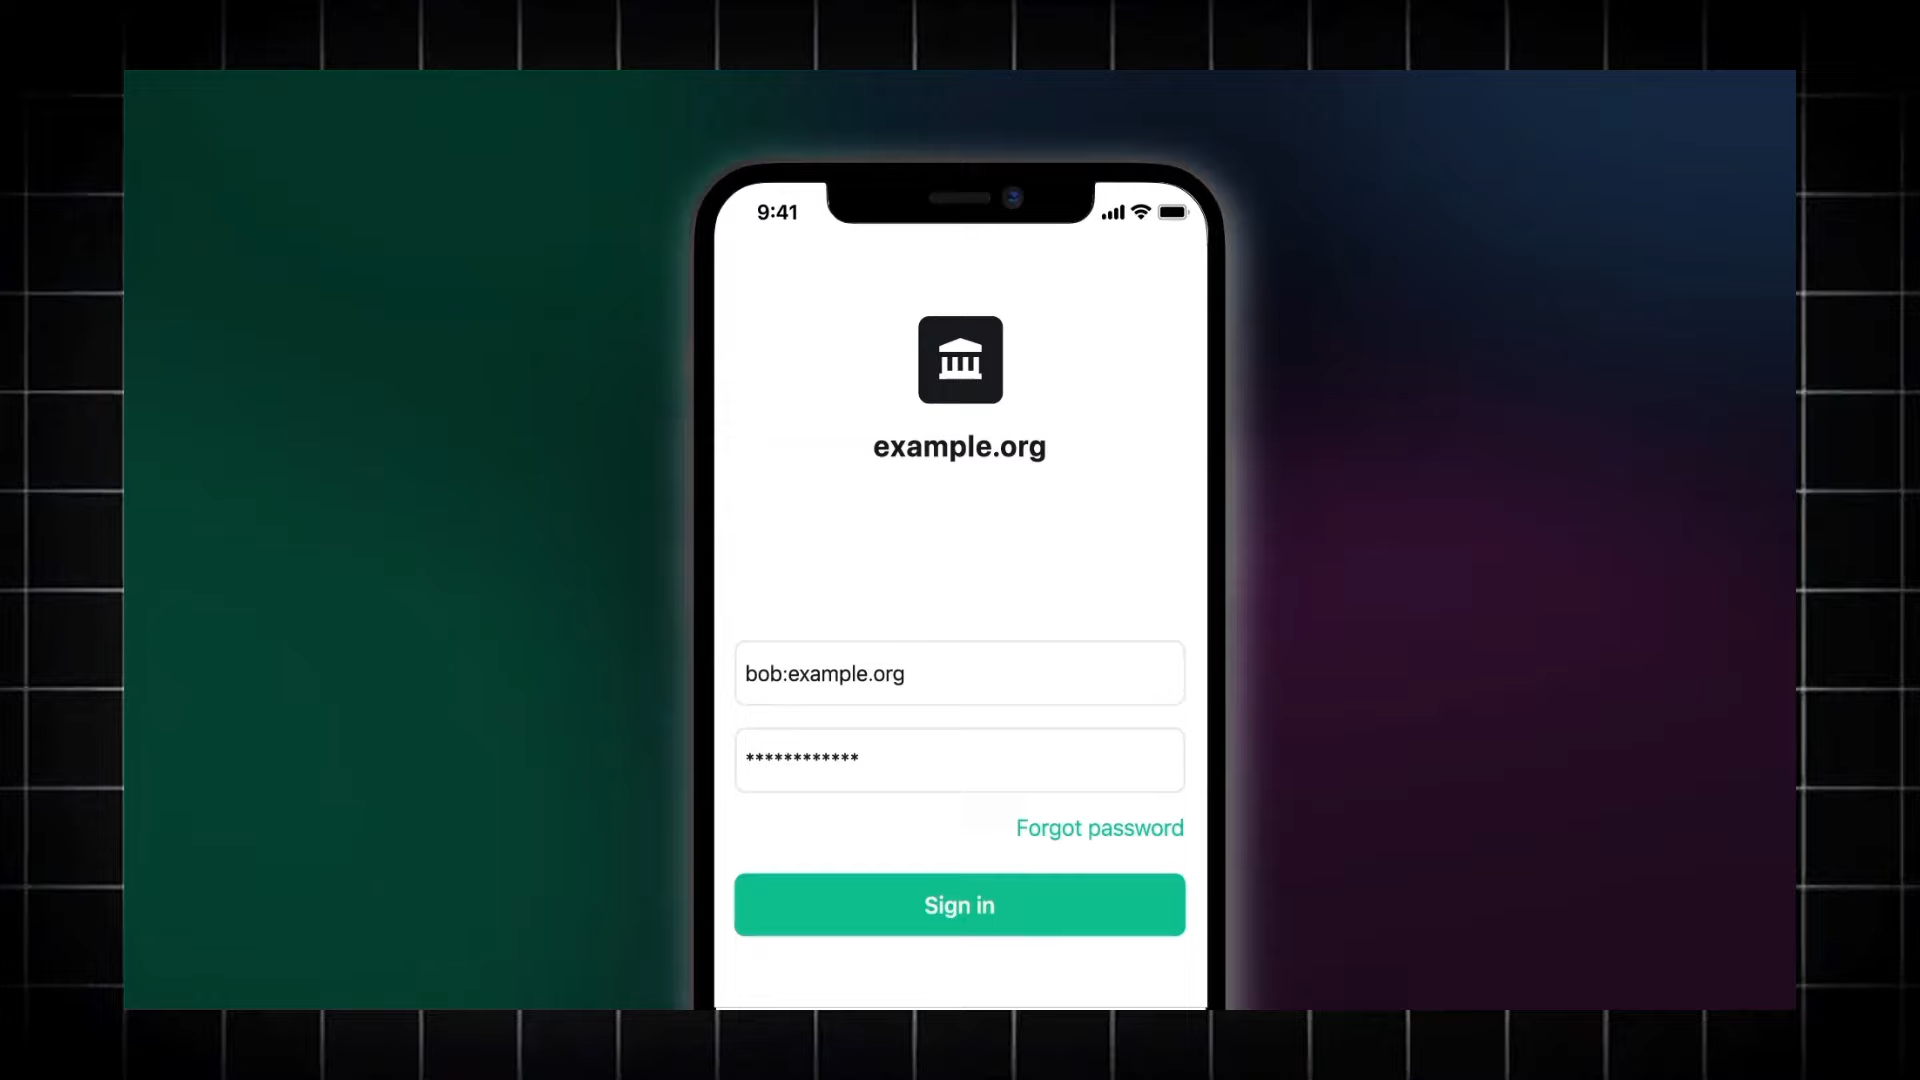 9:41
example.org
bob:example.org
************
Forgot password
Sign in